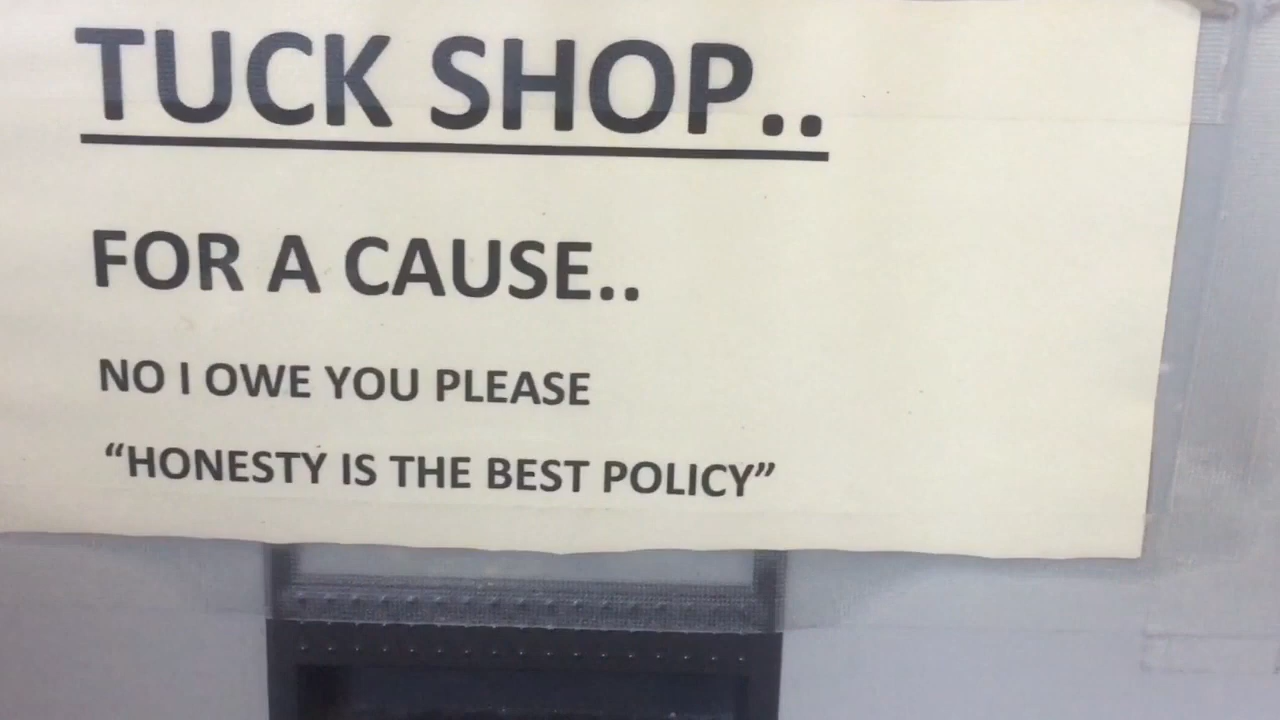 TUCK SHOP..
FOR A CAUSE..
NO I OWE YOU PLEASE
“HONESTY IS THE BEST POLICY”